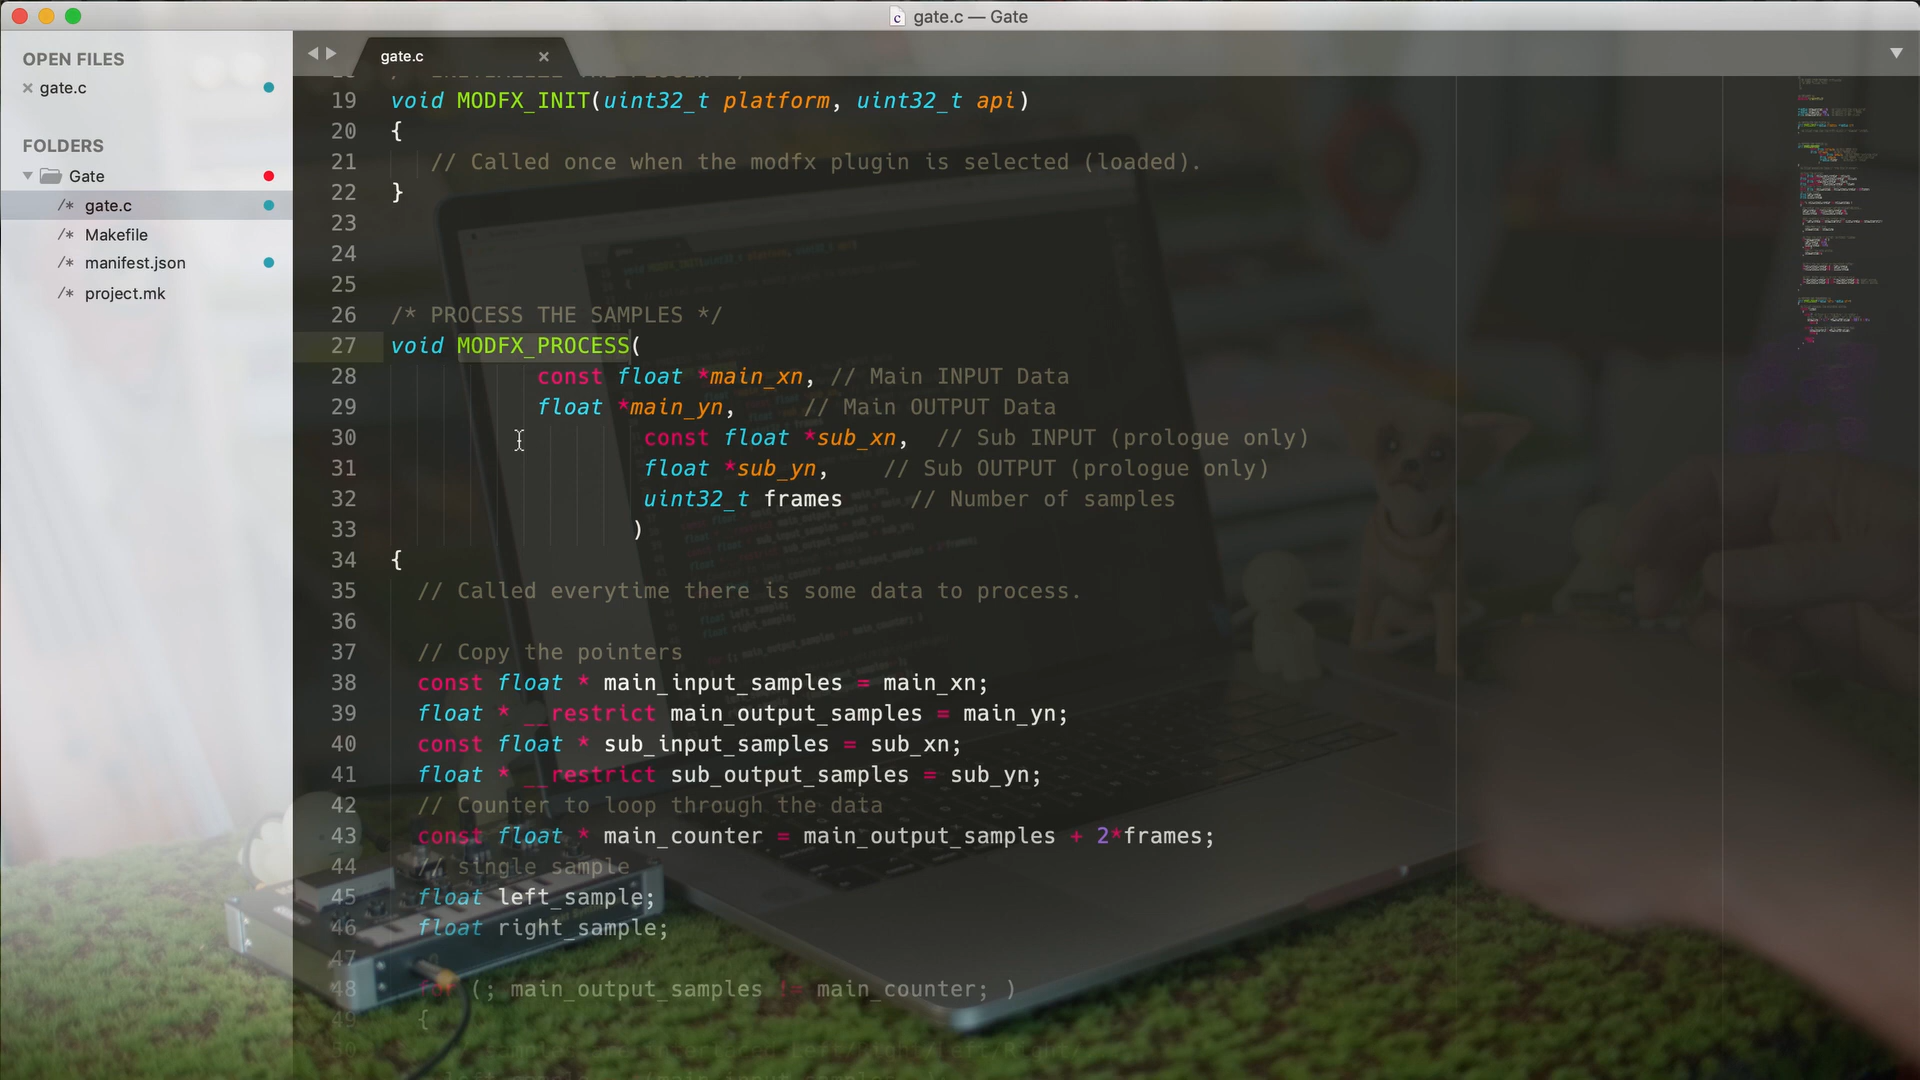 gate.c — Gate
OPEN FILES
gate.c
FOLDERS
Gate
/* gate.c
/* Makefile
/* manifest.json
/* project.mk
gate.c
19 void MODFX_INIT(uint32_t platform, uint32_t api)
20 {
21 // Called once when the modfx plugin is selected (loaded).
22 }
23
24
25
26 /* PROCESS THE SAMPLES */
27 void MODFX_PROCESS(
28 const float *main_xn, // Main INPUT Data
29 float *main_yn, // Main OUTPUT Data
30 const float *sub_xn, // Sub INPUT (prologue only)
31 float *sub_yn, // Sub OUTPUT (prologue only)
32 uint32_t frames // Number of samples
33 )
34 {
35 // Called everytime there is some data to process.
36
37 // Copy the pointers
38 const float * main_input_samples = main_xn;
39 float * __restrict main_output_samples = main_yn;
40 const float * sub_input_samples = sub_xn;
41 float * __restrict sub_output_samples = sub_yn;
42 // Counter to loop through the data
43 const float * main_counter = main_output_samples + 2*frames;
44 // single sample
45 float left_sample;
46 float right_sample;
47
48 for (; main_output_samples != main_counter; )
49 {
50